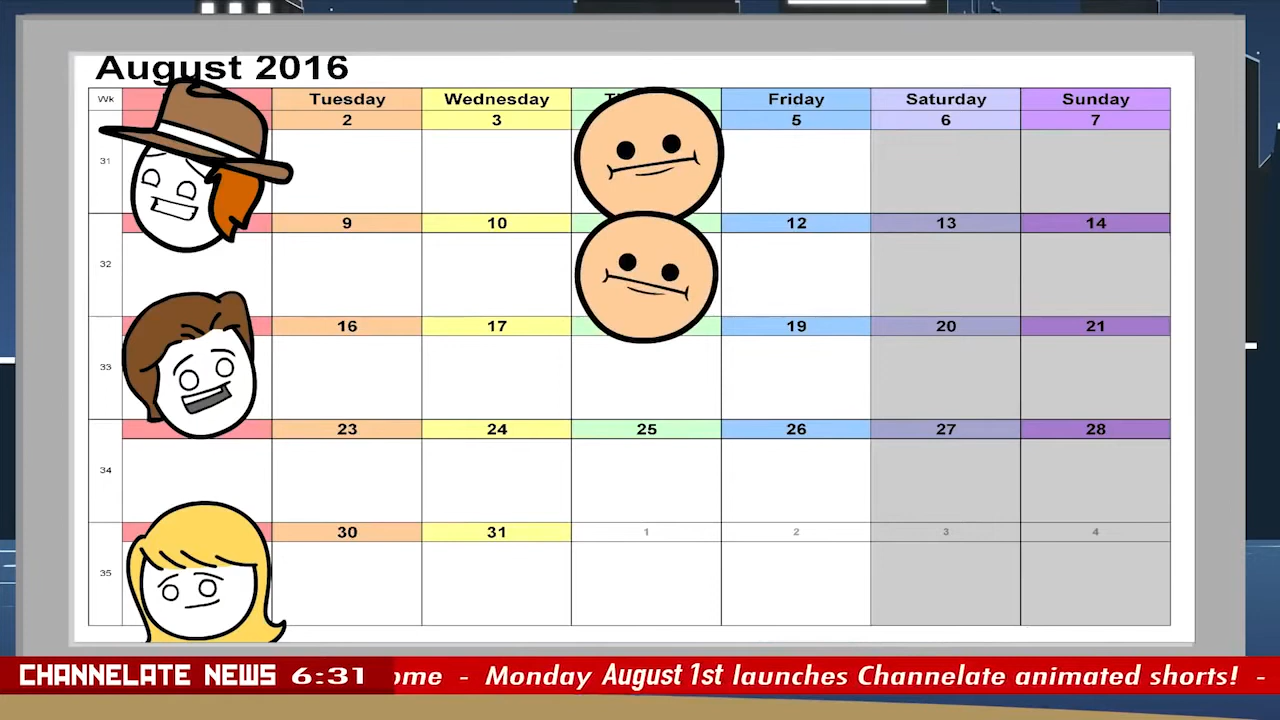 August 2016
Wk Tuesday Wednesday Friday Saturday Sunday
2 3 5 6 7
31
9 10 12 13 14
32
16 17 19 20 21
33
23 24 25 26 27 28
34
30 31 1 2 3 4
35
CHANNELATE NEWS 6:31 ome - Monday August 1st launches Channelate animated shorts! -